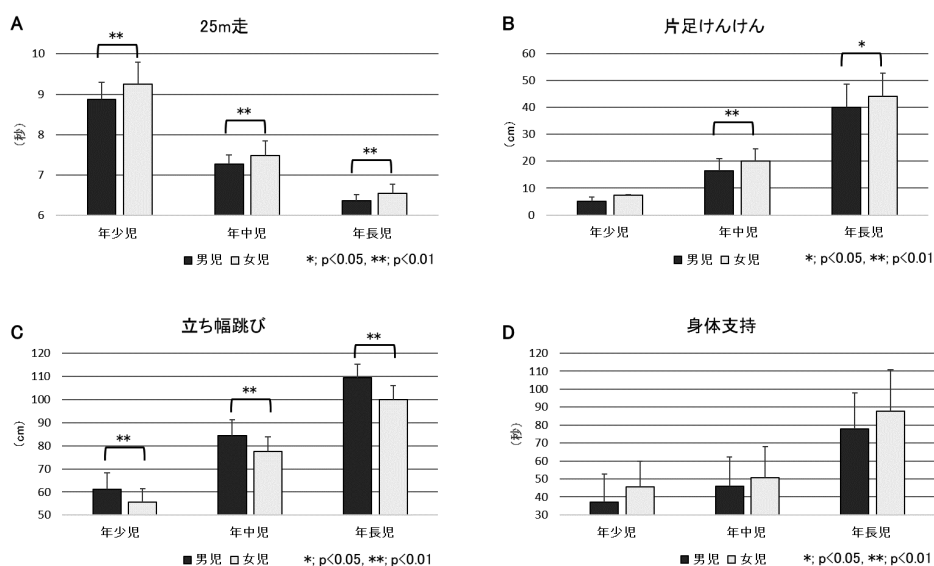 A
25m走
**
**
**
(秒)
10
9
8
7
6
年少児
年中児
年長児
■男児 □女児 *; p<0.05, **; p<0.01
B
片足けんけん
*
**
(cm)
60
50
40
30
20
10
0
年少児
年中児
年長児
■男児 □女児 *; p<0.05, **; p<0.01
C
立ち幅跳び
**
**
**
(cm)
120
110
100
90
80
70
60
50
年少児
年中児
年長児
■男児 □女児 *; p<0.05, **; p<0.01
D
身体支持
(秒)
120
110
100
90
80
70
60
50
40
30
年少児
年中児
年長児
■男児 □女児 *; p<0.05, **; p<0.01